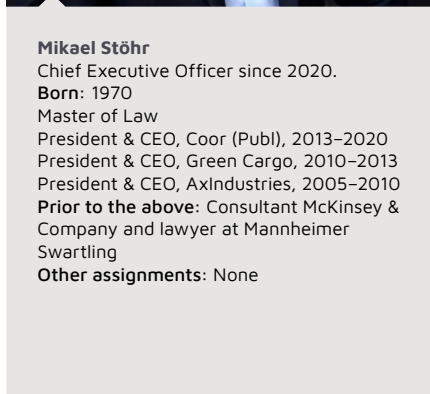 Mikael Stöhr
Chief Executive Officer since 2020.
Born: 1970
Master of Law
President & CEO, Coor (Publ), 2013–2020
President & CEO, Green Cargo, 2010–2013
President & CEO, AxIndustries, 2005–2010
Prior to the above: Consultant McKinsey &
Company and lawyer at Mannheimer
Swartling
Other assignments: None